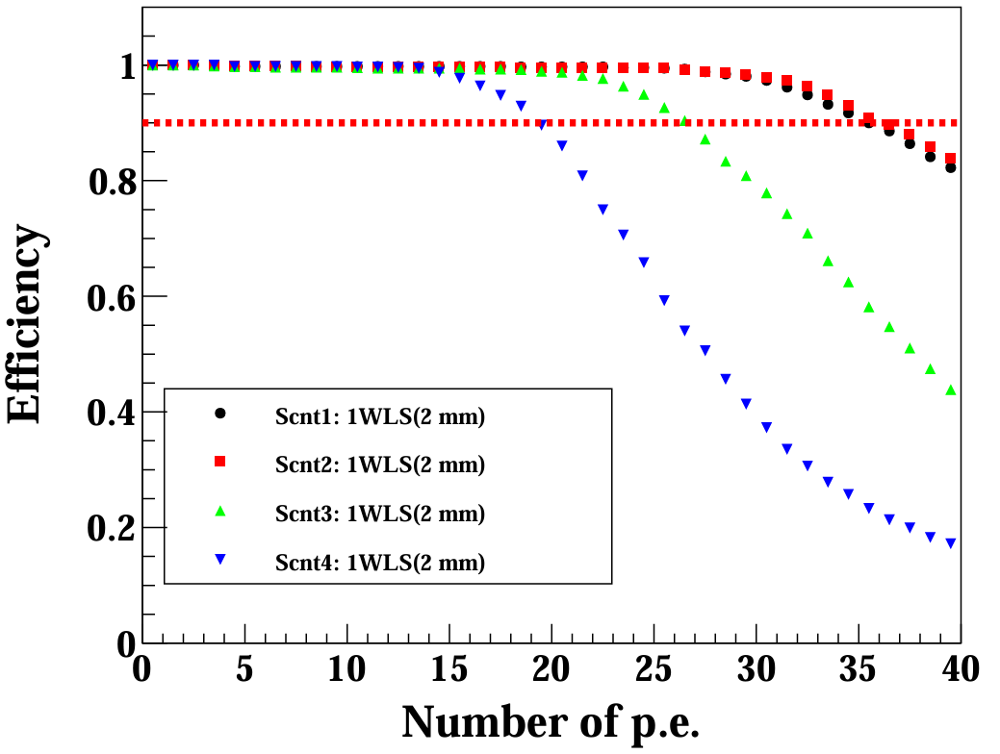 Efficiency
1
0.8
0.6
0.4
0.2
0
Scnt1: 1WLS(2 mm)
Scnt2: 1WLS(2 mm)
Scnt3: 1WLS(2 mm)
Scnt4: 1WLS(2 mm)
0 5 10 15 20 25 30 35 40
Number of p.e.